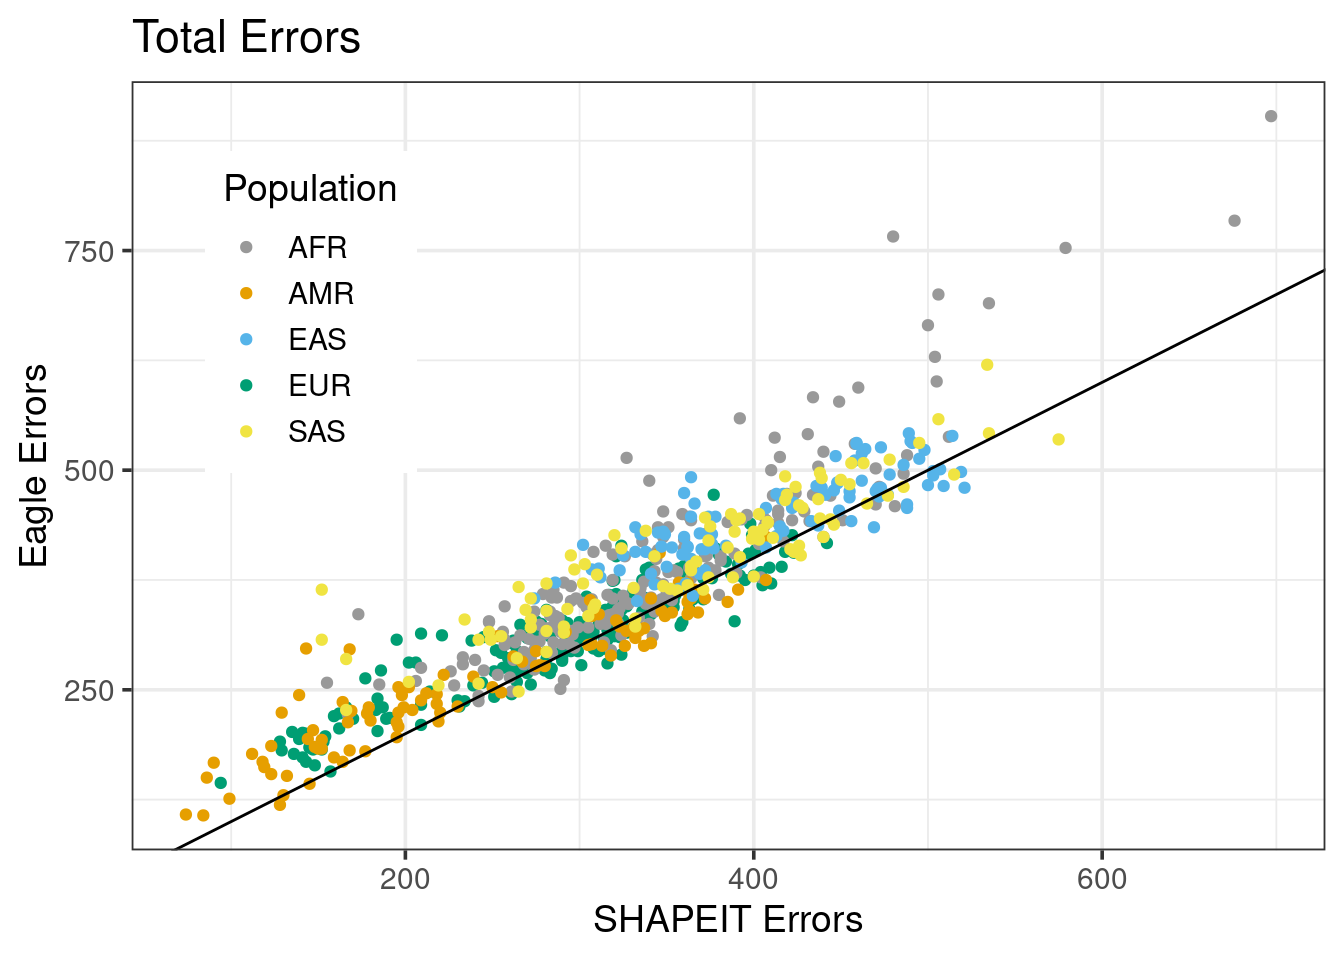 Total Errors
Population
AFR
AMR
EAS
EUR
SAS
750
500
250
Eagle Errors
200 400 600
SHAPEIT Errors